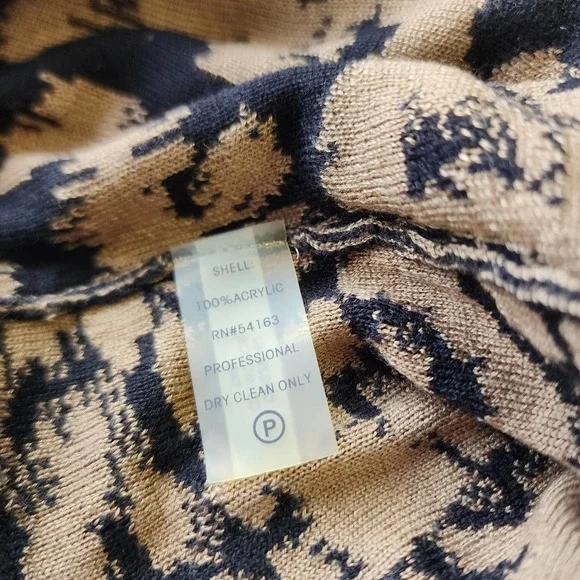 SHELL:
100%ACRYLIC
RN#54163
PROFESSIONAL
DRY CLEAN ONLY
P